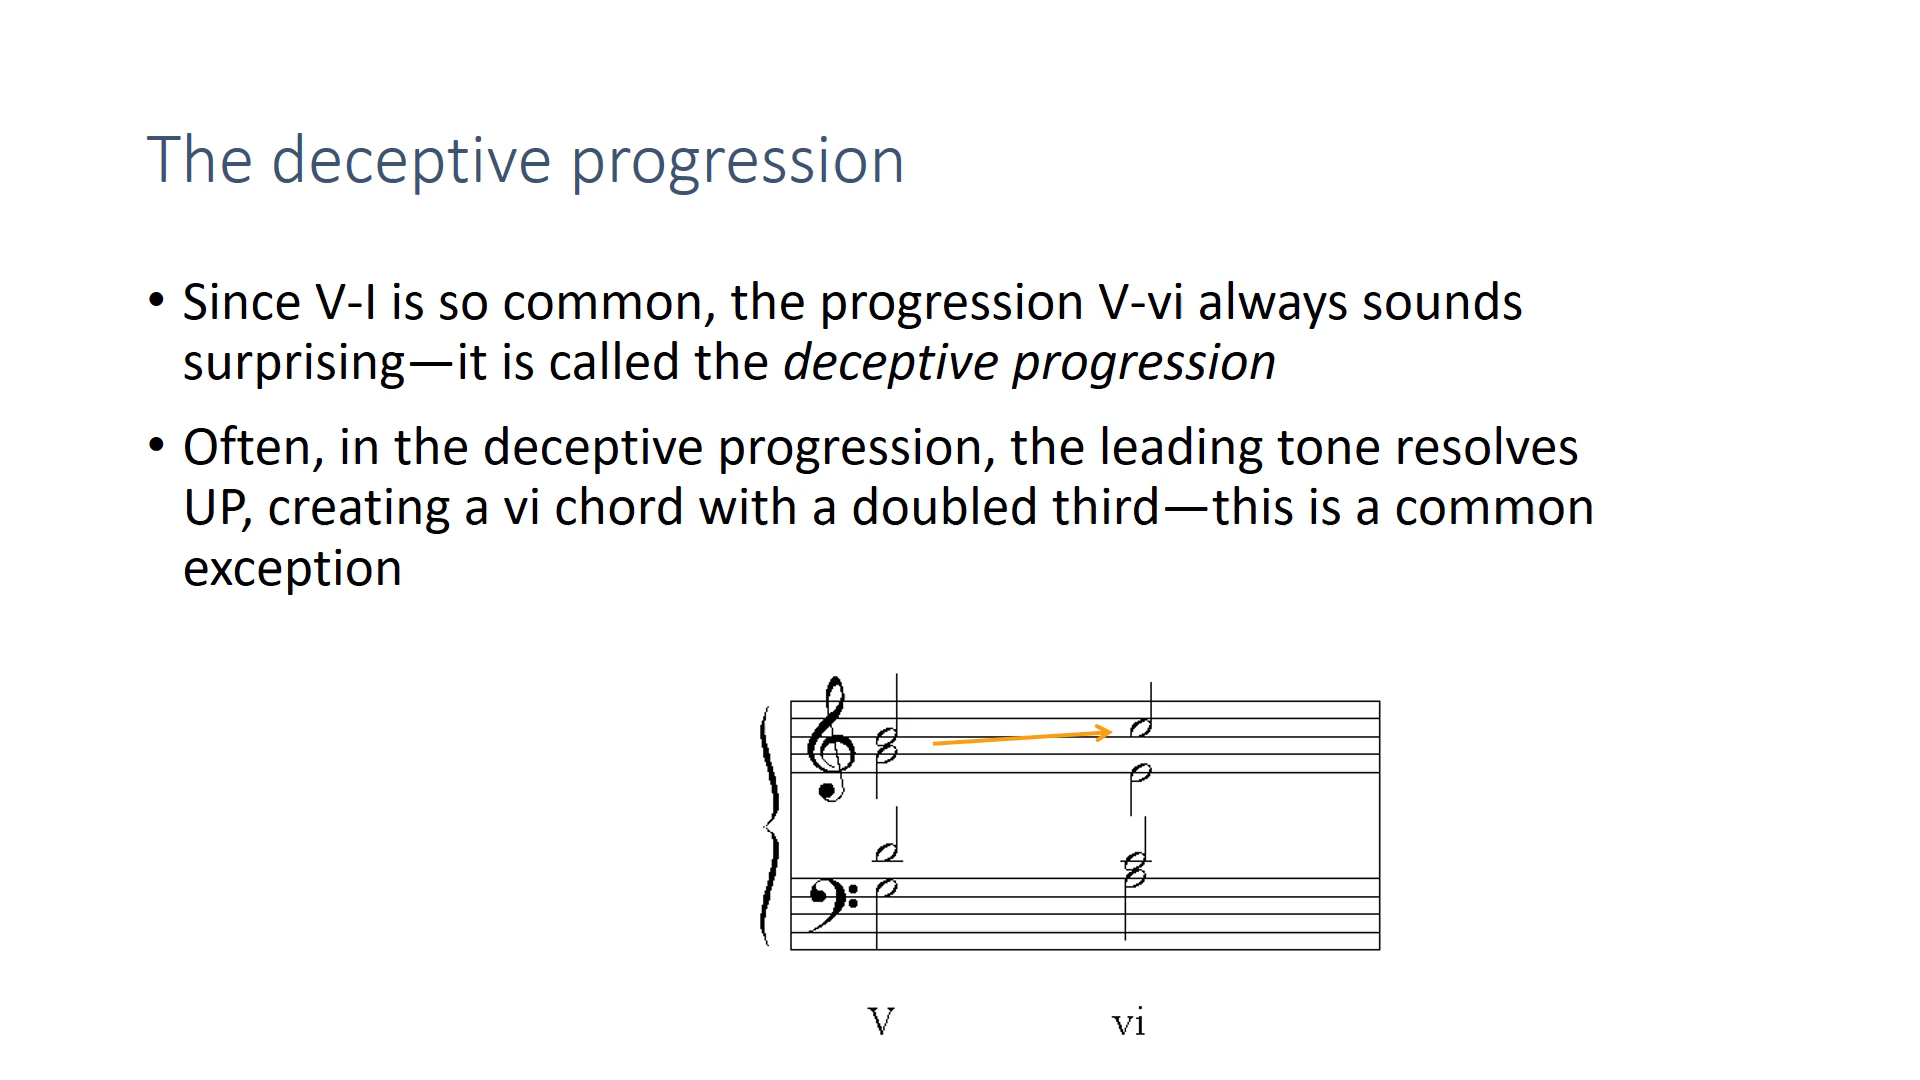 The deceptive progression
• Since V-I is so common, the progression V-vi always sounds
surprising—it is called the deceptive progression
• Often, in the deceptive progression, the leading tone resolves
UP, creating a vi chord with a doubled third—this is a common
exception
V vi